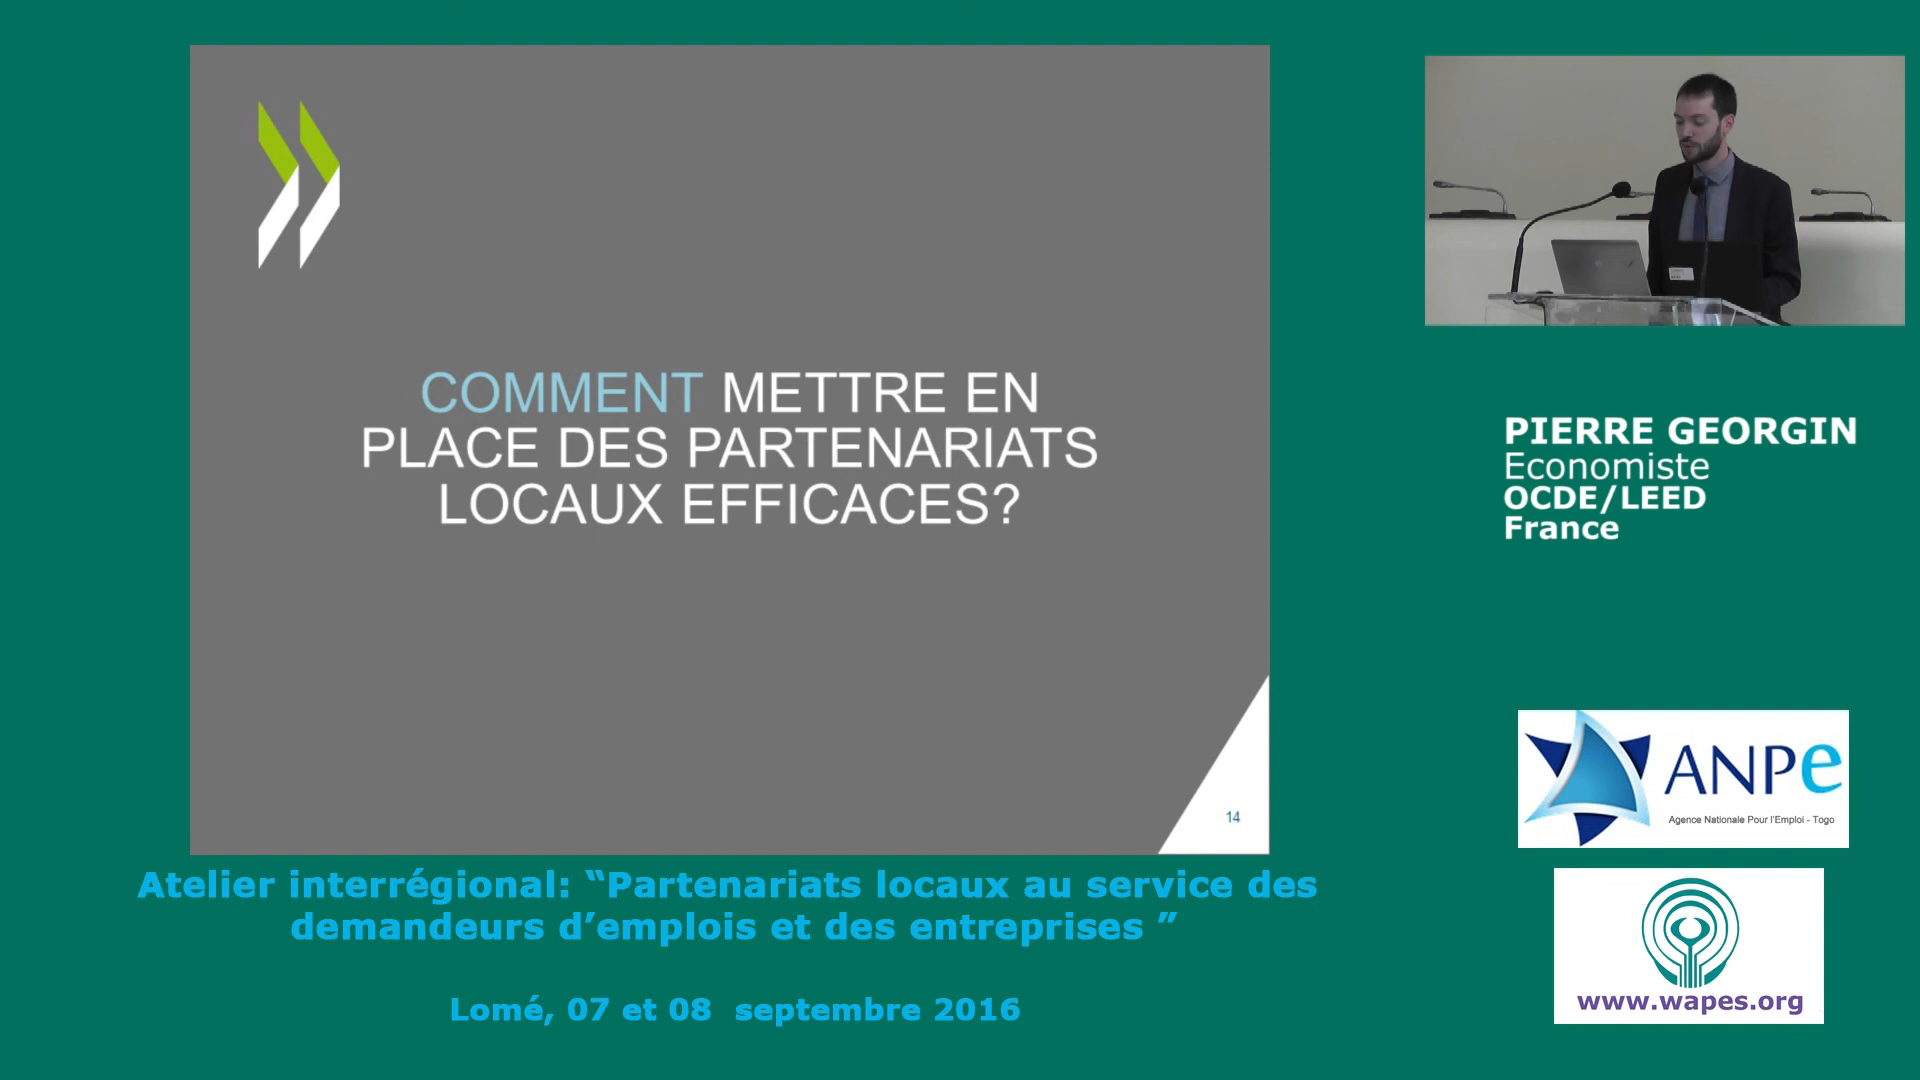 COMMENT METTRE EN
PLACE DES PARTENARIATS
LOCAUX EFFICACES?
14
PIERRE GEORGIN
Economiste
OCDE/LEED
France
ANPe
Agence Nationale Pour l'Emploi - Togo
www.wapes.org
Atelier interrégional: “Partenariats locaux au service des
demandeurs d’emplois et des entreprises ”
Lomé, 07 et 08 septembre 2016